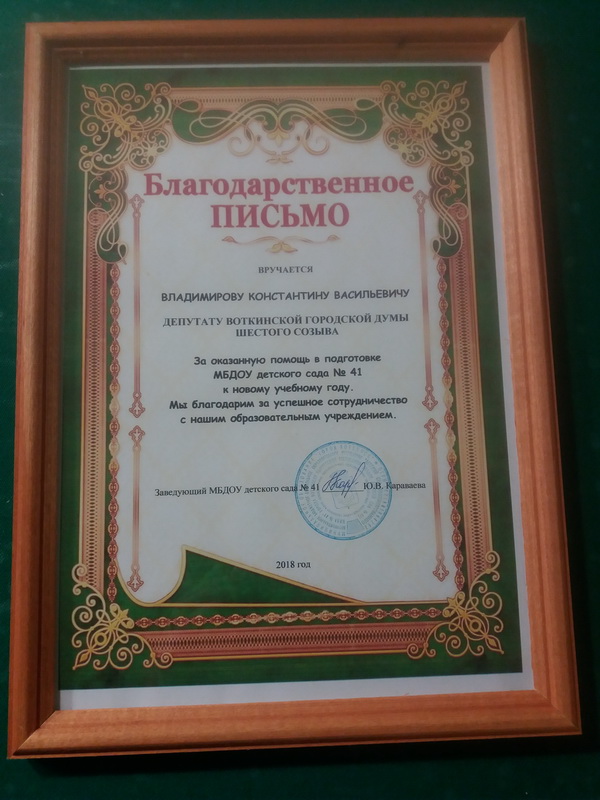 Благодарственное
ПИСЬМО
ВРУЧАЕТСЯ
ВЛАДИМИРОВУ КОНСТАНТИНУ ВАСИЛЬЕВИЧУ
ДЕПУТАТУ ВОТКИНСКОЙ ГОРОДСКОЙ ДУМЫ
ШЕСТОГО СОЗЫВА
За оказанную помощь в подготовке
МБДОУ детского сада № 41
к новому учебному году.
Мы благодарим за успешное сотрудничество
с нашим образовательным учреждением.
Заведующий МБДОУ детского сада № 41 Ю.В. Караваева
2018 год